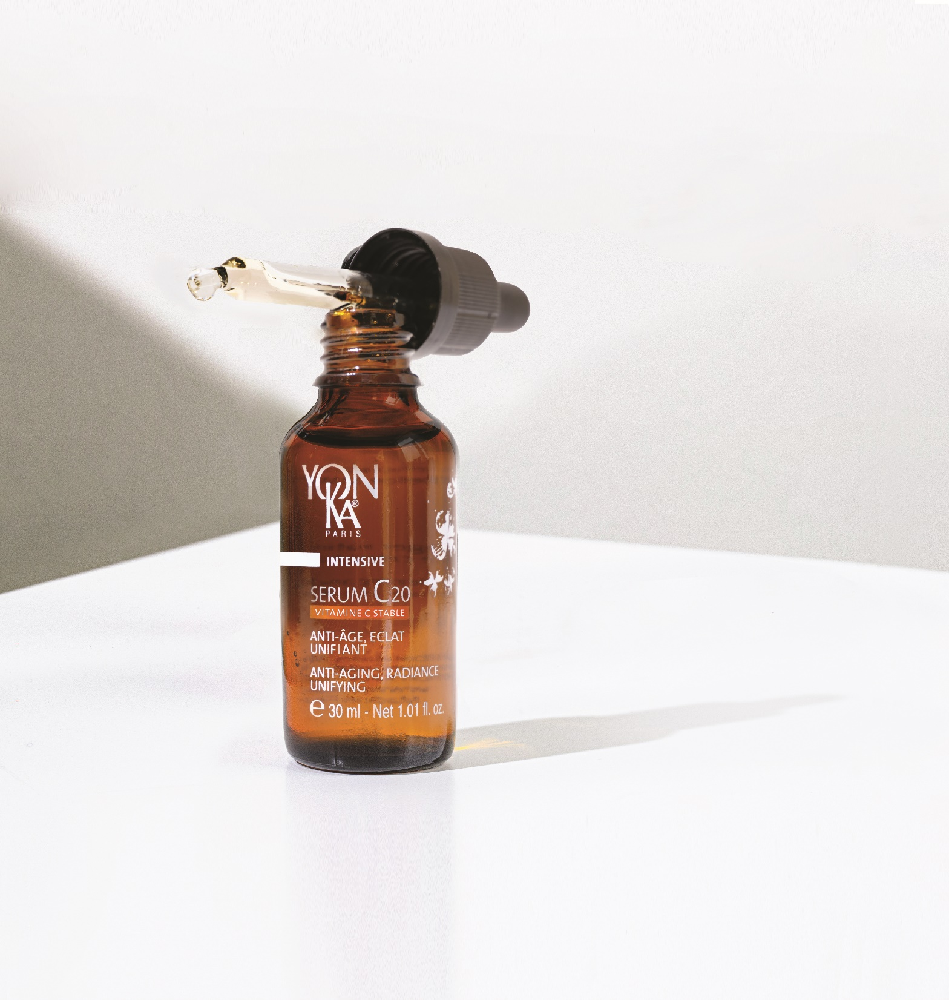 YON
KA®
PARIS
INTENSIVE
SERUM C20
VITAMINE C STABLE
ANTI-ÂGE, ECLAT
UNIFIANT
ANTI-AGING, RADIANCE
UNIFYING
℮ 30 ml - Net 1.01 fl. oz.